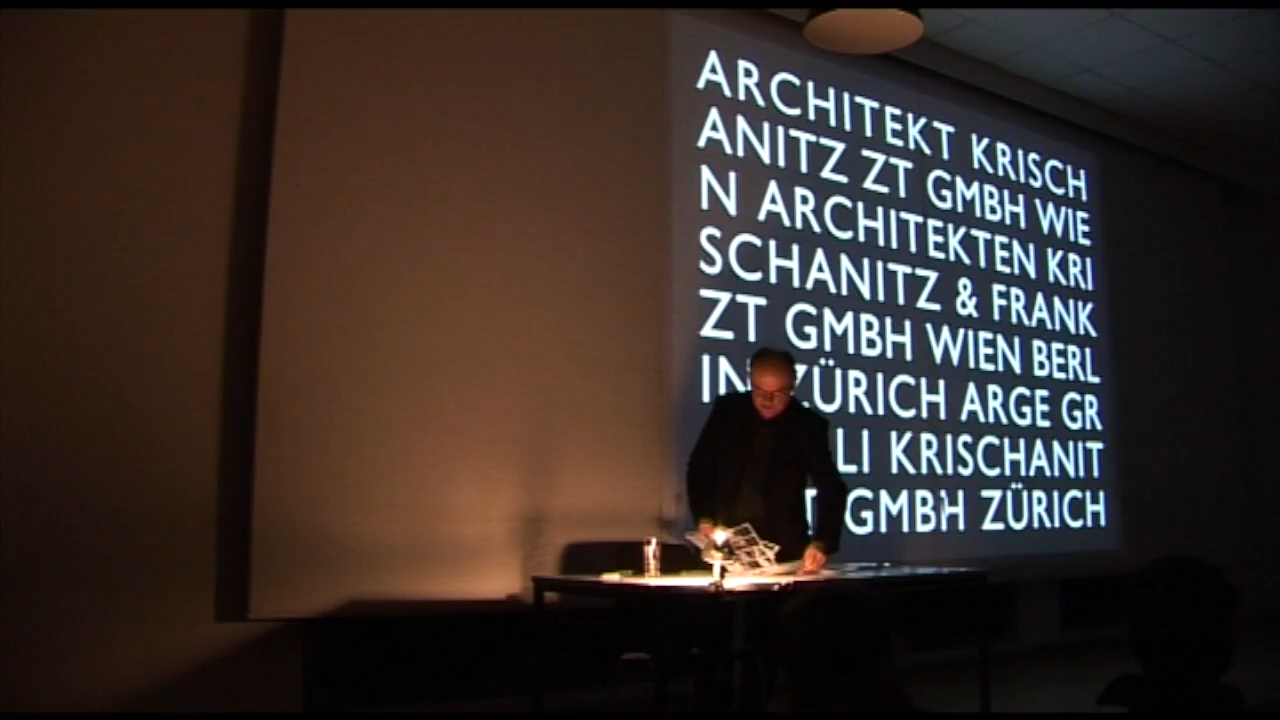 ARCHITEKT KRISCH
ANITZ ZT GMBH WIE
N ARCHITEKTEN KRI
SCHANITZ & FRANK
ZT GMBH WIEN BERL
IN ZÜRICH ARGE GR
LI KRISCHANIT
T GMBH ZÜRICH